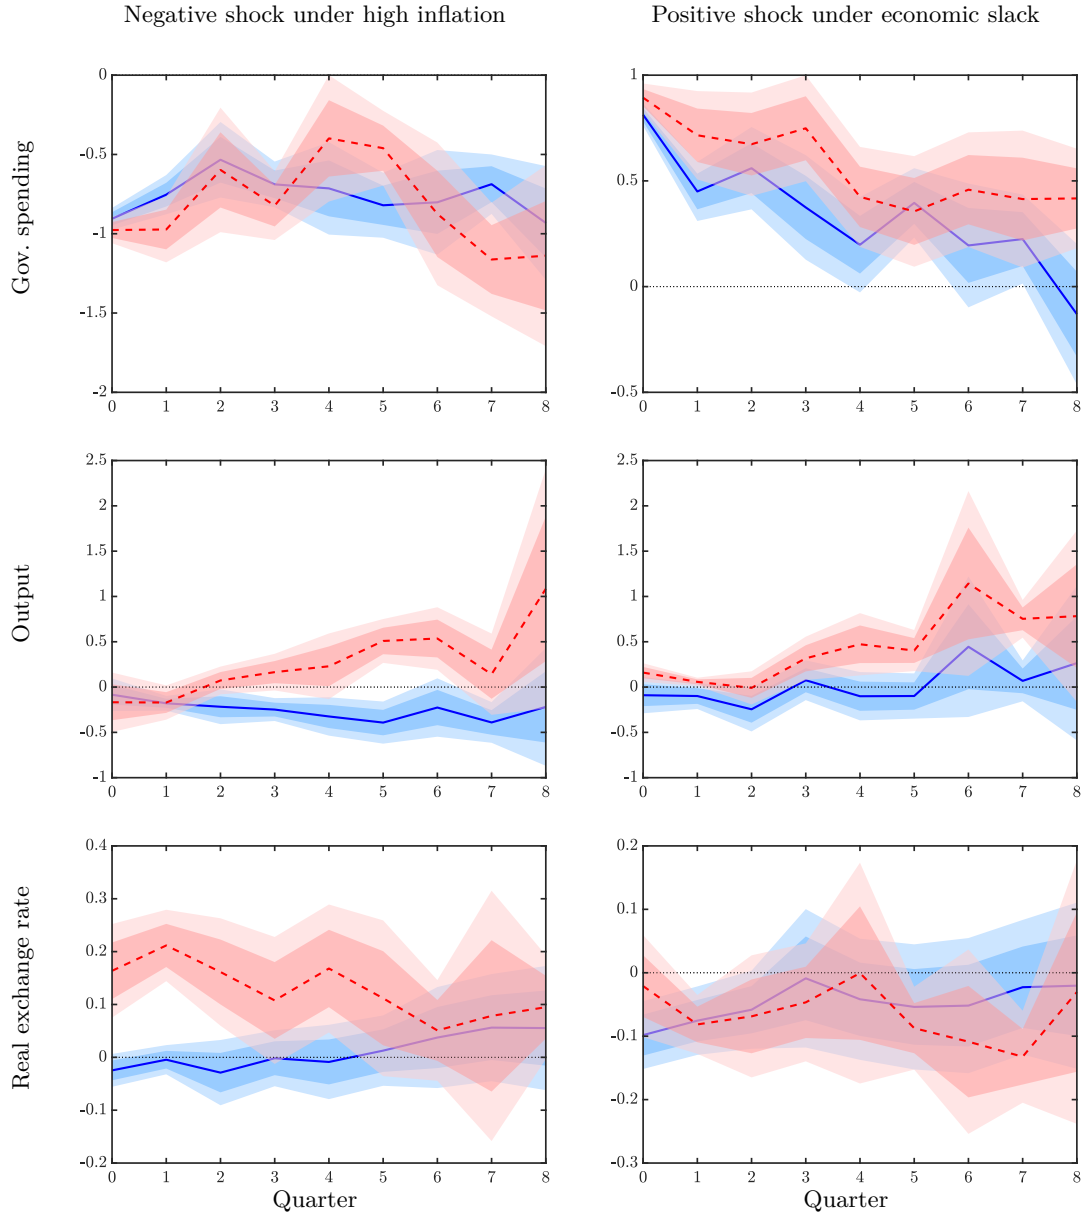 Negative shock under high inflation
Positive shock under economic slack
Gov. spending
0
-0.5
-1
-1.5
-2
0 1 2 3 4 5 6 7 8
1
0.5
0
-0.5
0 1 2 3 4 5 6 7 8
Output
2.5
2
1.5
1
0.5
0
-0.5
-1
0 1 2 3 4 5 6 7 8
2.5
2
1.5
1
0.5
0
-0.5
-1
0 1 2 3 4 5 6 7 8
Real exchange rate
0.4
0.3
0.2
0.1
0
-0.1
-0.2
0 1 2 3 4 5 6 7 8
Quarter
0.2
0.1
0
-0.1
-0.2
-0.3
0 1 2 3 4 5 6 7 8
Quarter